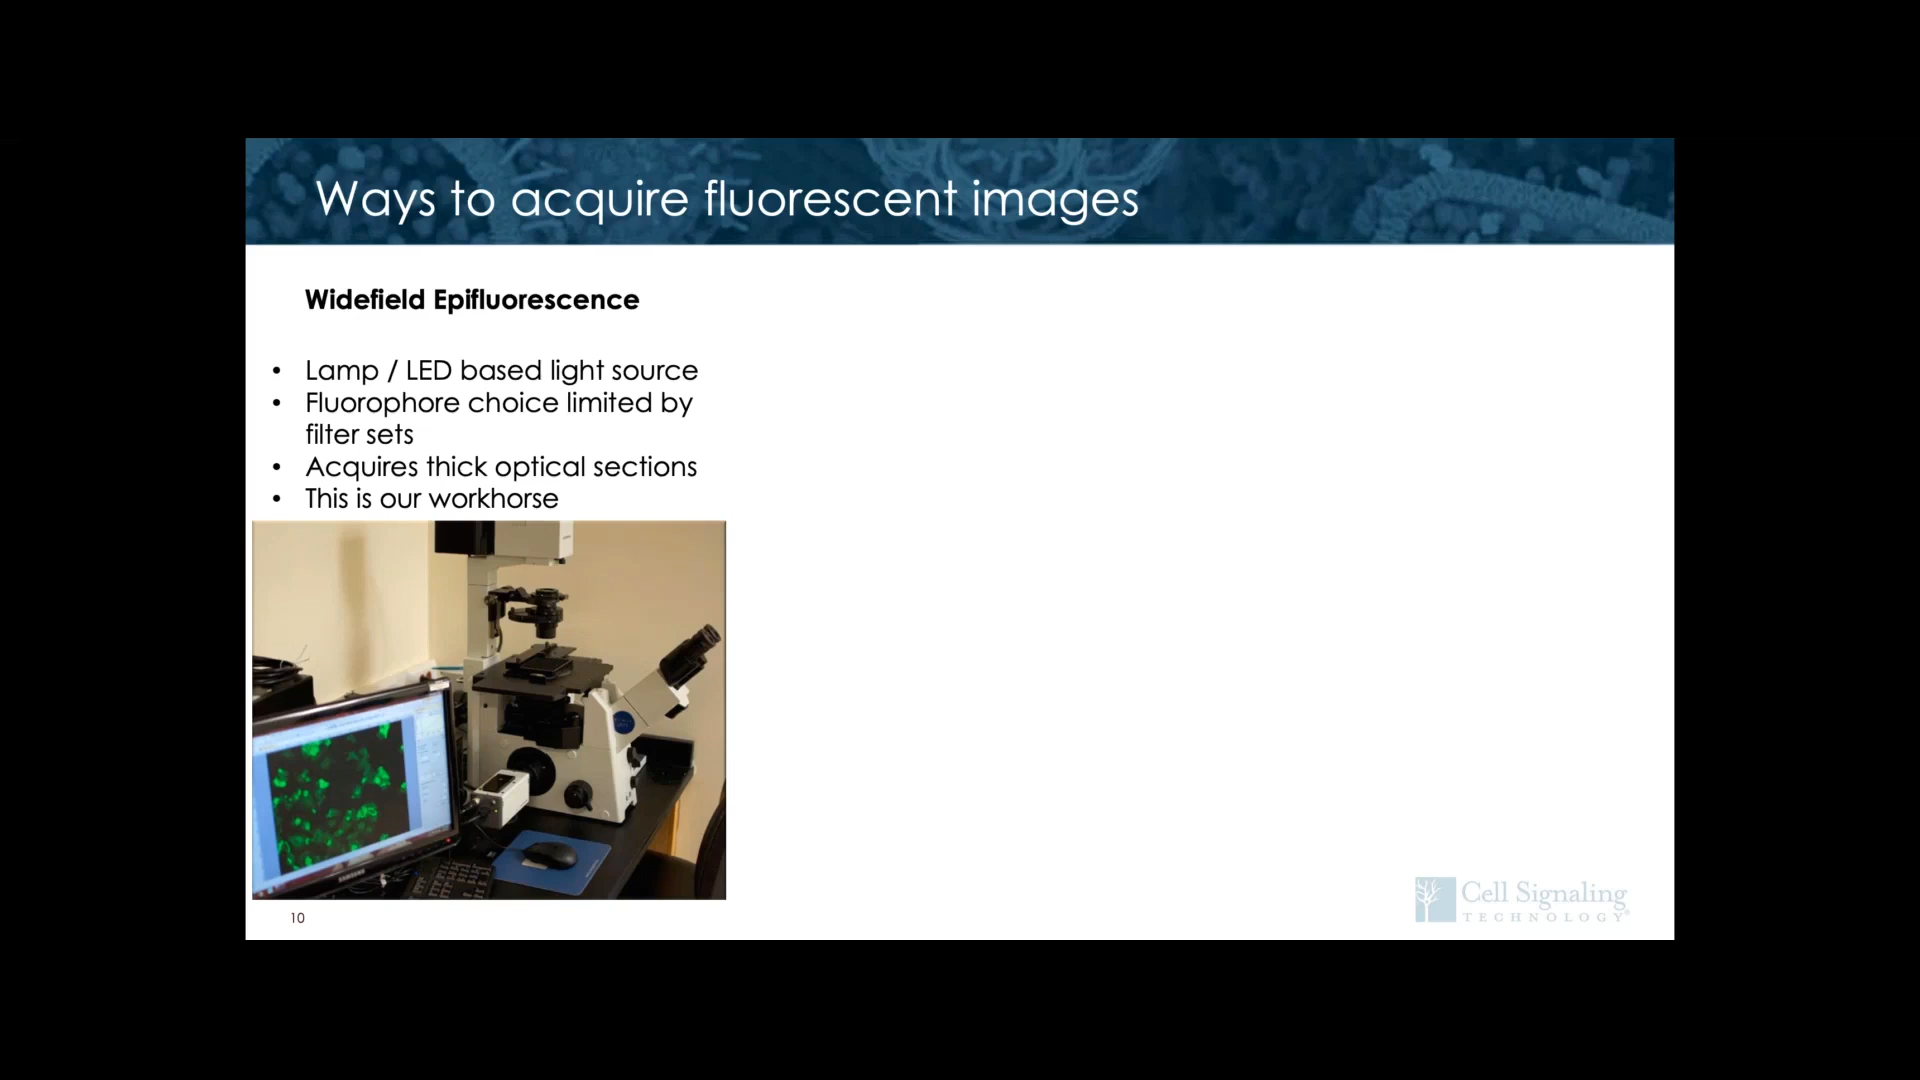 Ways to acquire fluorescent images
Widefield Epifluorescence
• Lamp / LED based light source
• Fluorophore choice limited by
filter sets
• Acquires thick optical sections
• This is our workhorse
SAMSUNG
10
Cell Signaling
TECHNOLOGY®